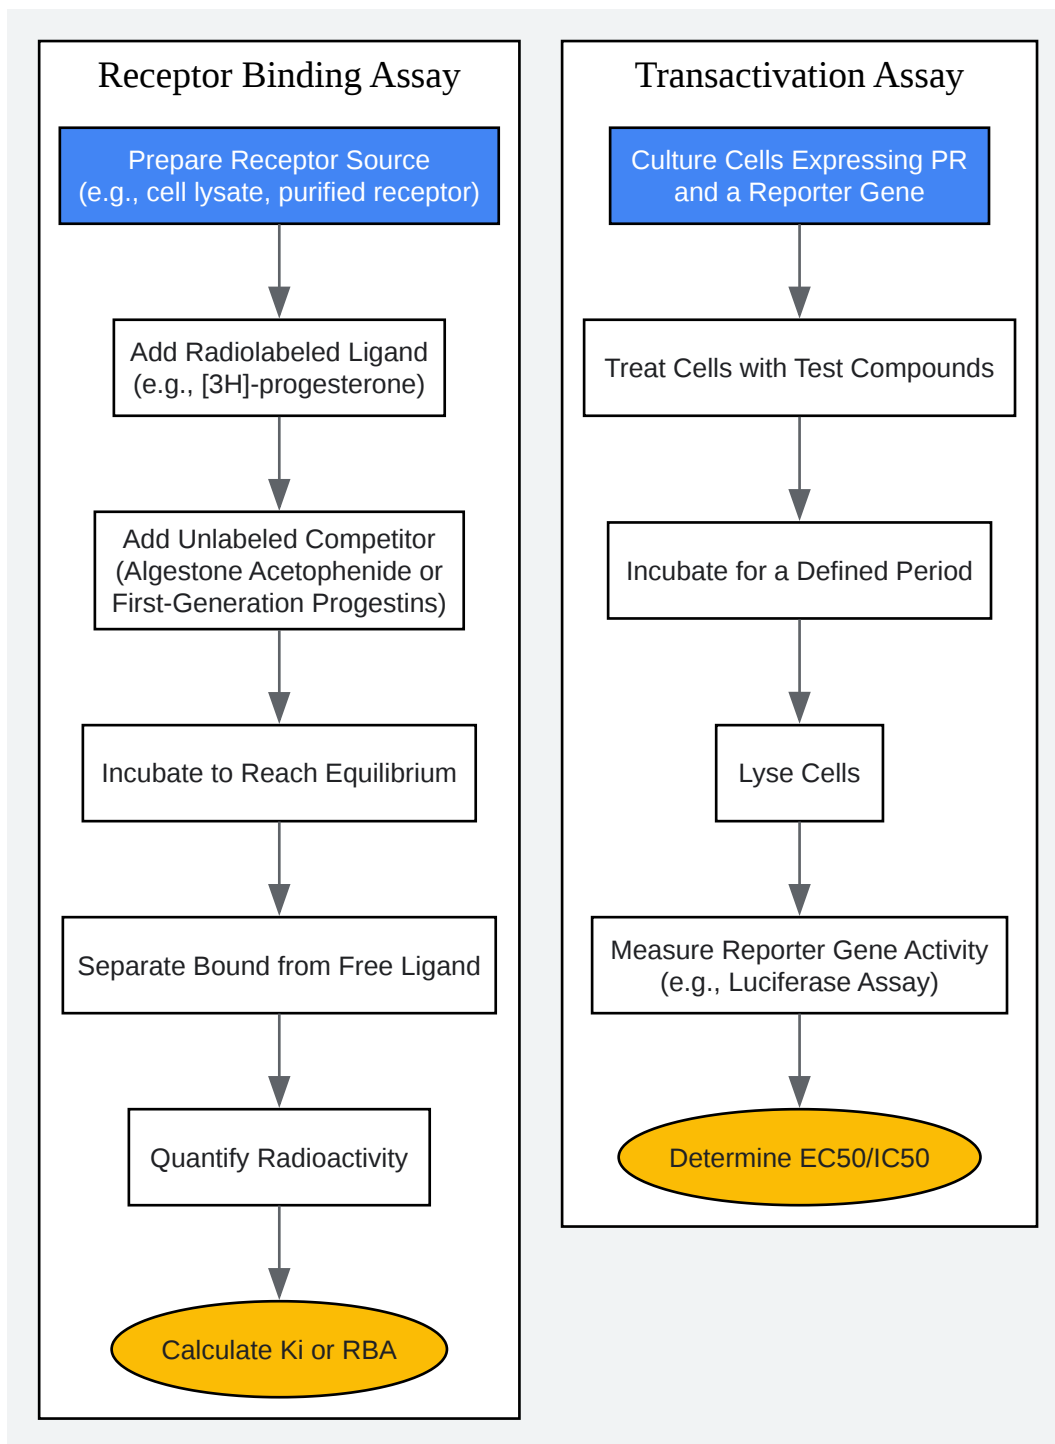 Receptor Binding Assay
Prepare Receptor Source
(e.g., cell lysate, purified receptor)
Add Radiolabeled Ligand
(e.g., [3H]-progesterone)
Add Unlabeled Competitor
(Algestone Acetophenide or
First-Generation Progestins)
Incubate to Reach Equilibrium
Separate Bound from Free Ligand
Quantify Radioactivity
Calculate Ki or RBA
Transactivation Assay
Culture Cells Expressing PR
and a Reporter Gene
Treat Cells with Test Compounds
Incubate for a Defined Period
Lyse Cells
Measure Reporter Gene Activity
(e.g., Luciferase Assay)
Determine EC50/IC50